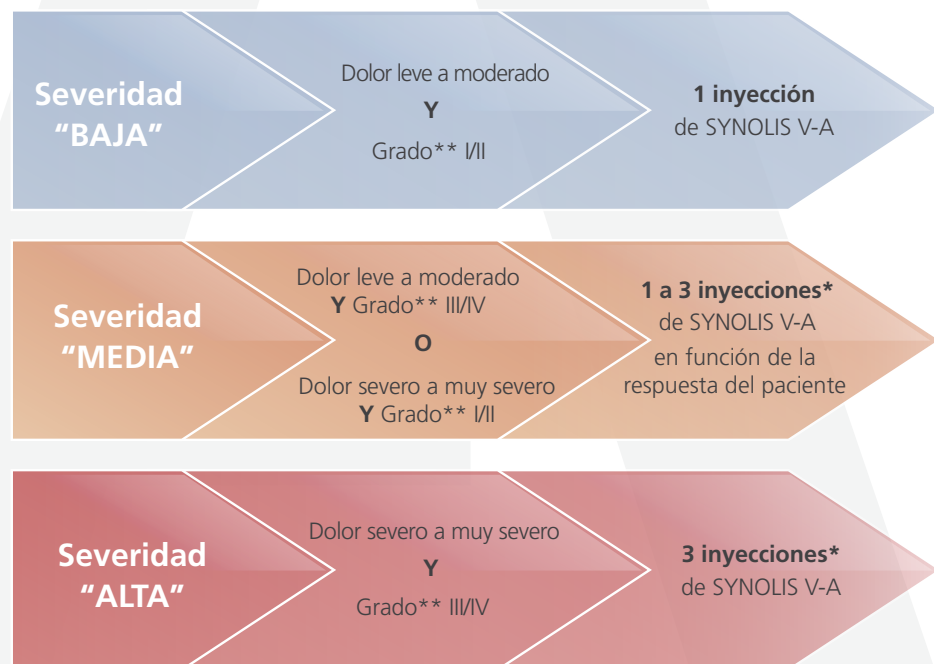 Severidad
“BAJA”
Dolor leve a moderado
Y
Grado** I/II
1 inyección
de SYNOLIS V-A
Severidad
“MEDIA”
Dolor leve a moderado
Y Grado** III/IV
O
Dolor severo a muy severo
Y Grado** I/II
1 a 3 inyecciones*
de SYNOLIS V-A
en función de la
respuesta del paciente
Severidad
“ALTA”
Dolor severo a muy severo
Y
Grado** III/IV
3 inyecciones*
de SYNOLIS V-A